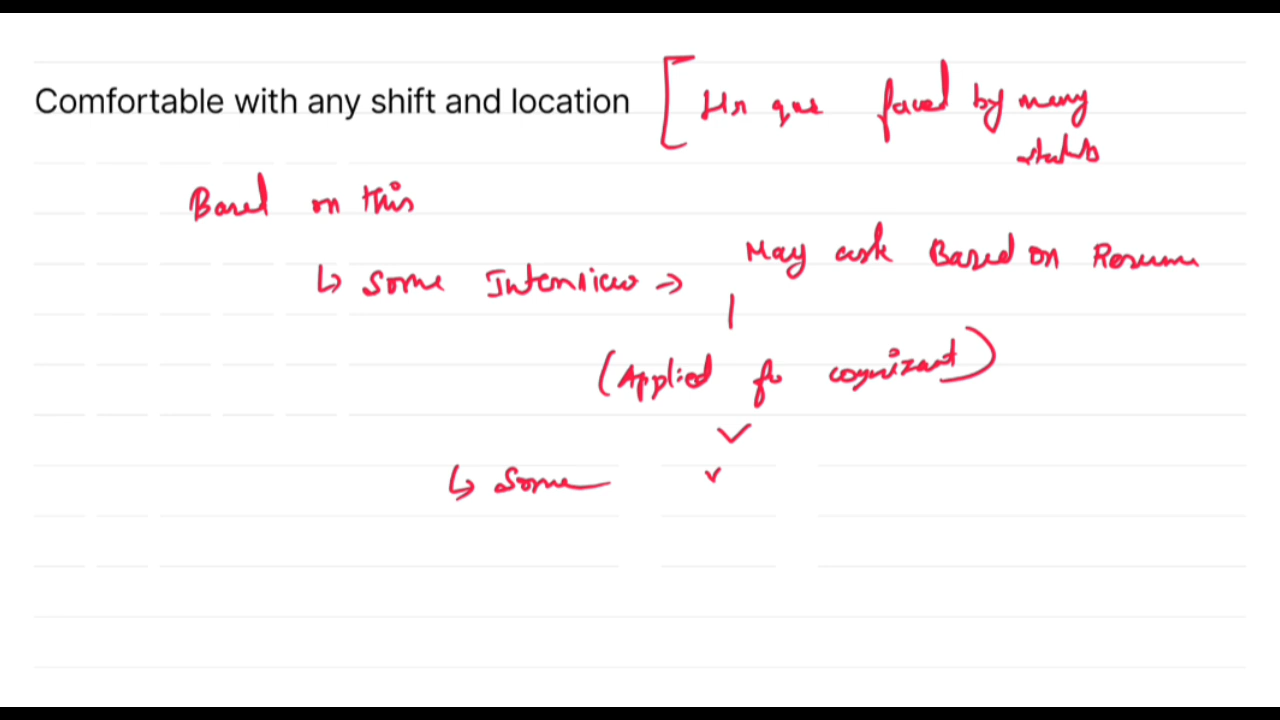 Comfortable with any shift and location [ Hr que faced by many
Based on this
↳ Some Interview → May ask Based on Resume
(Applied for cognizant)
↳ Some